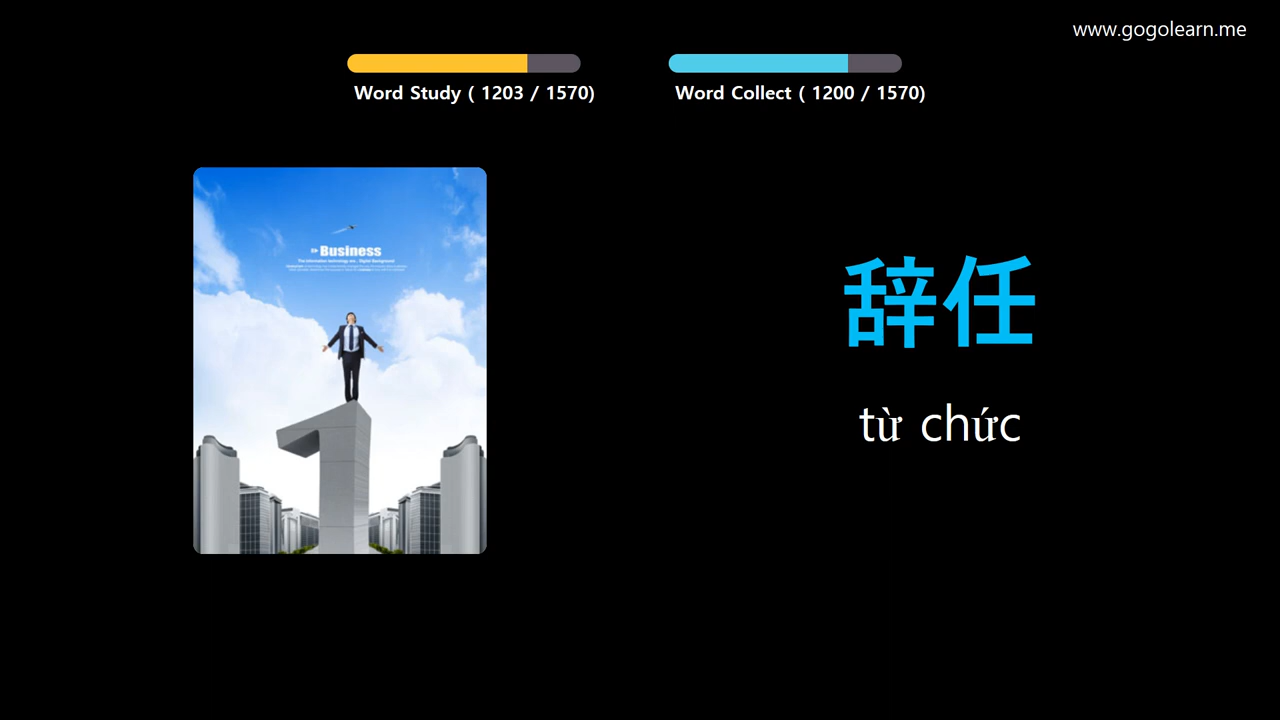 www.gogolearn.me
Word Study ( 1203 / 1570)
Word Collect ( 1200 / 1570)
Business
辞任
từ chức